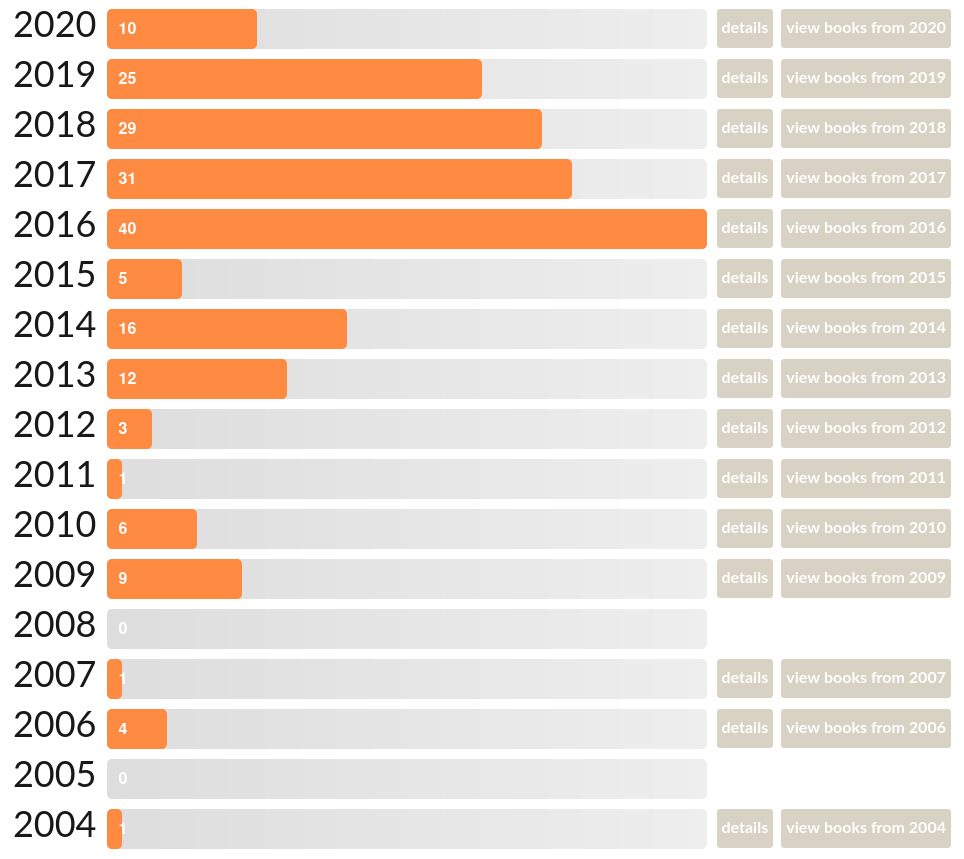 2020 10 details view books from 2020
2019 25 details view books from 2019
2018 29 details view books from 2018
2017 31 details view books from 2017
2016 40 details view books from 2016
2015 5 details view books from 2015
2014 16 details view books from 2014
2013 12 details view books from 2013
2012 3 details view books from 2012
2011 1 details view books from 2011
2010 6 details view books from 2010
2009 9 details view books from 2009
2008 0
2007 1 details view books from 2007
2006 4 details view books from 2006
2005 0
2004 1 details view books from 2004